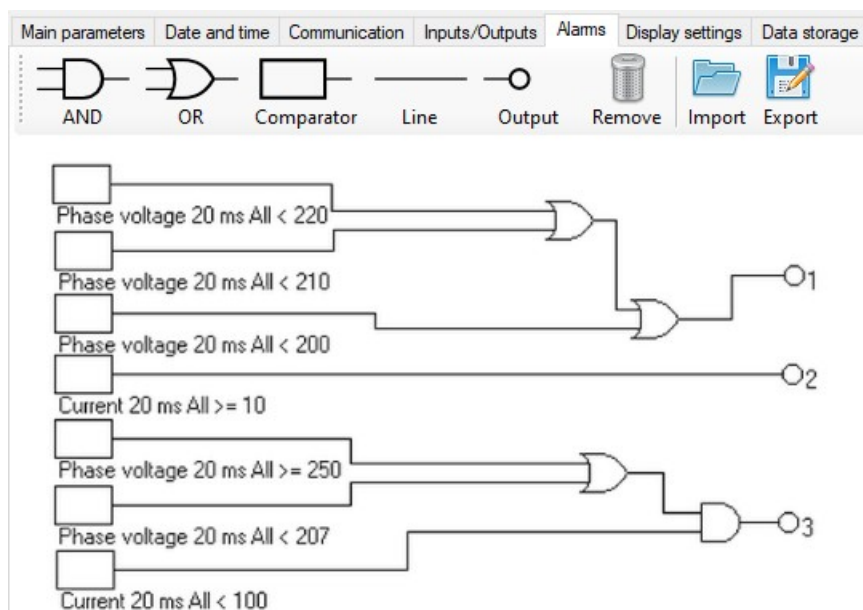 Main parameters Date and time Communication Inputs/Outputs Alarms Display settings Data storage
AND OR Comparator Line Output Remove Import Export
Phase voltage 20 ms All < 220
Phase voltage 20 ms All < 210
1
Phase voltage 20 ms All < 200
2
Current 20 ms All >= 10
Phase voltage 20 ms All >= 250
3
Phase voltage 20 ms All < 207
Current 20 ms All < 100